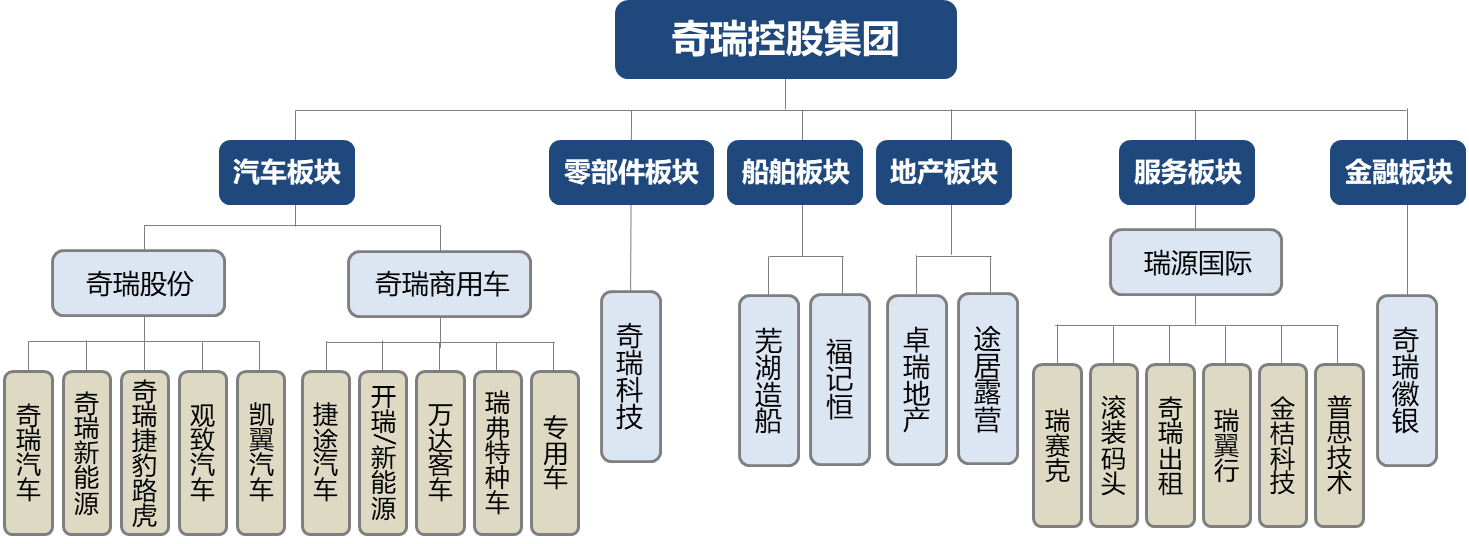 奇瑞控股集团
汽车板块
零部件板块
船舶板块
地产板块
服务板块
金融板块
奇瑞股份
奇瑞商用车
瑞源国际
奇瑞科技
芜湖造船
福记恒
卓瑞地产
途居露营
奇瑞徽银
奇瑞汽车
奇瑞新能源
奇瑞捷豹路虎
观致汽车
凯翼汽车
捷途汽车
开瑞/新能源
万达客车
瑞弗特种车
专用车
瑞赛克
滚装码头
奇瑞出租
瑞翼行
金桔科技
普思技术